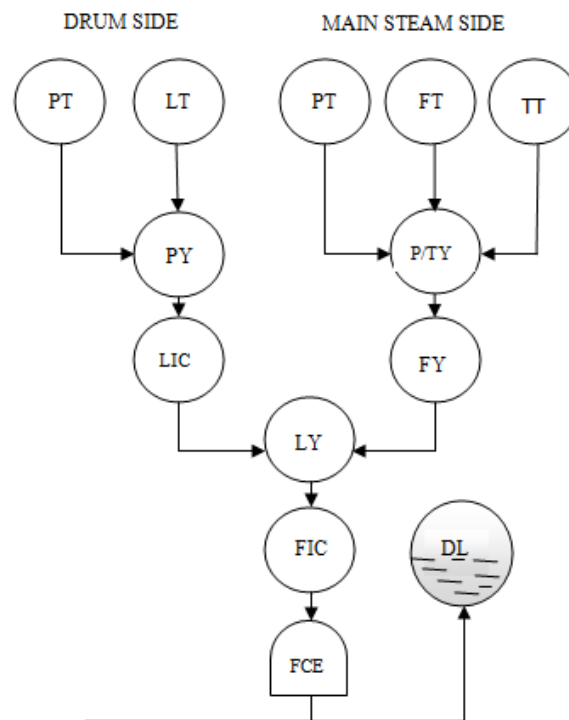 DRUM SIDE
MAIN STEAM SIDE
PT
LT
PT
FT
TT
PY
P/TY
LIC
FY
LY
FIC
DL
FCE